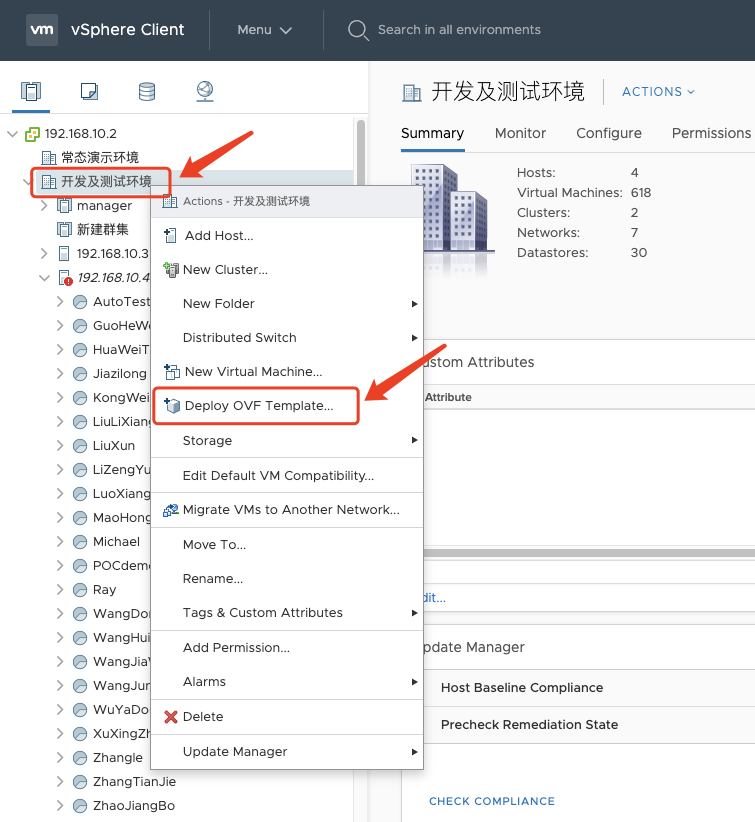 vm vSphere Client Menu Search in all environments
192.168.10.2
常态演示环境
开发及测试环境
manager
新建群集
192.168.10.3
192.168.10.4
AutoTest
GuoHeWe
HuaWeiT
Jiazilong
KongWei
LiuLiXiang
LiuXun
LiZengYu
LuoXiang
MaoHong
Michael
POCdemo
Ray
WangDon
WangHui
WangJiaW
WangJun
WuYaDo
XuXingZh
Zhangle
ZhangTianJie
ZhaoJiangBo
Actions - 开发及测试环境
Add Host...
New Cluster...
New Folder
Distributed Switch
New Virtual Machine...
Deploy OVF Template...
Storage
Edit Default VM Compatibility...
Migrate VMs to Another Network...
Move To...
Rename...
Tags & Custom Attributes
Add Permission...
Alarms
Delete
Update Manager
开发及测试环境 ACTIONS
Summary Monitor Configure Permissions
Hosts: 4
Virtual Machines: 618
Clusters: 2
Networks: 7
Datastores: 30
ustom Attributes
Attribute
dit...
pdate Manager
Host Baseline Compliance
Precheck Remediation State
CHECK COMPLIANCE